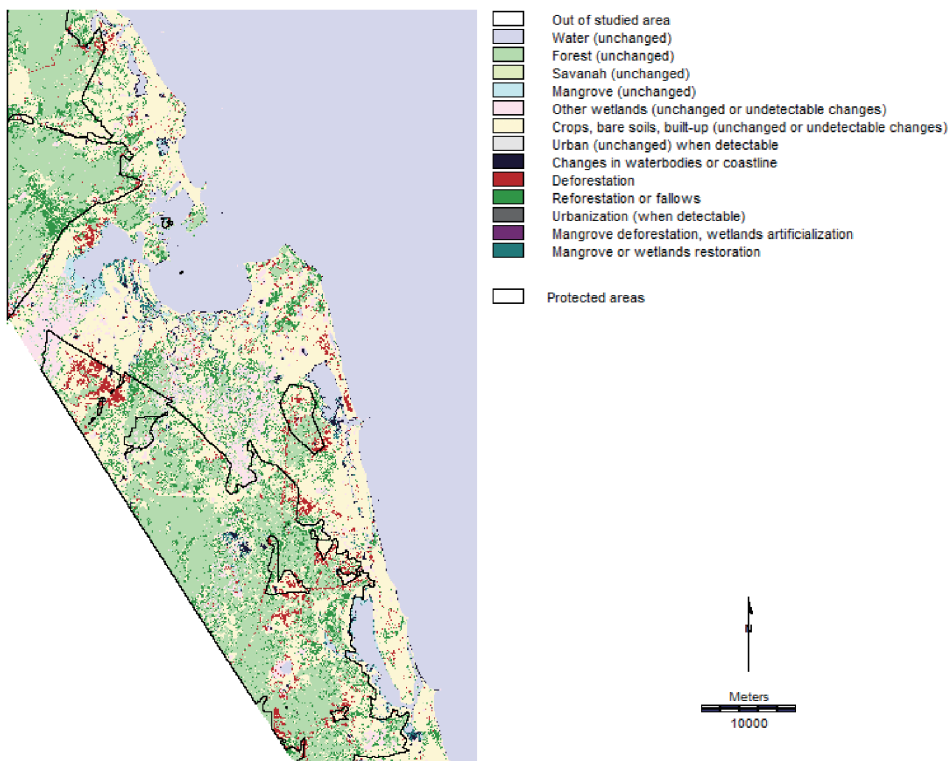 Out of studied area
Water (unchanged)
Forest (unchanged)
Savanah (unchanged)
Mangrove (unchanged)
Other wetlands (unchanged or undetectable changes)
Crops, bare soils, built-up (unchanged or undetectable changes)
Urban (unchanged) when detectable
Changes in waterbodies or coastline
Deforestation
Reforestation or fallows
Urbanization (when detectable)
Mangrove deforestation, wetlands artificialization
Mangrove or wetlands restoration
Protected areas
Meters
10000